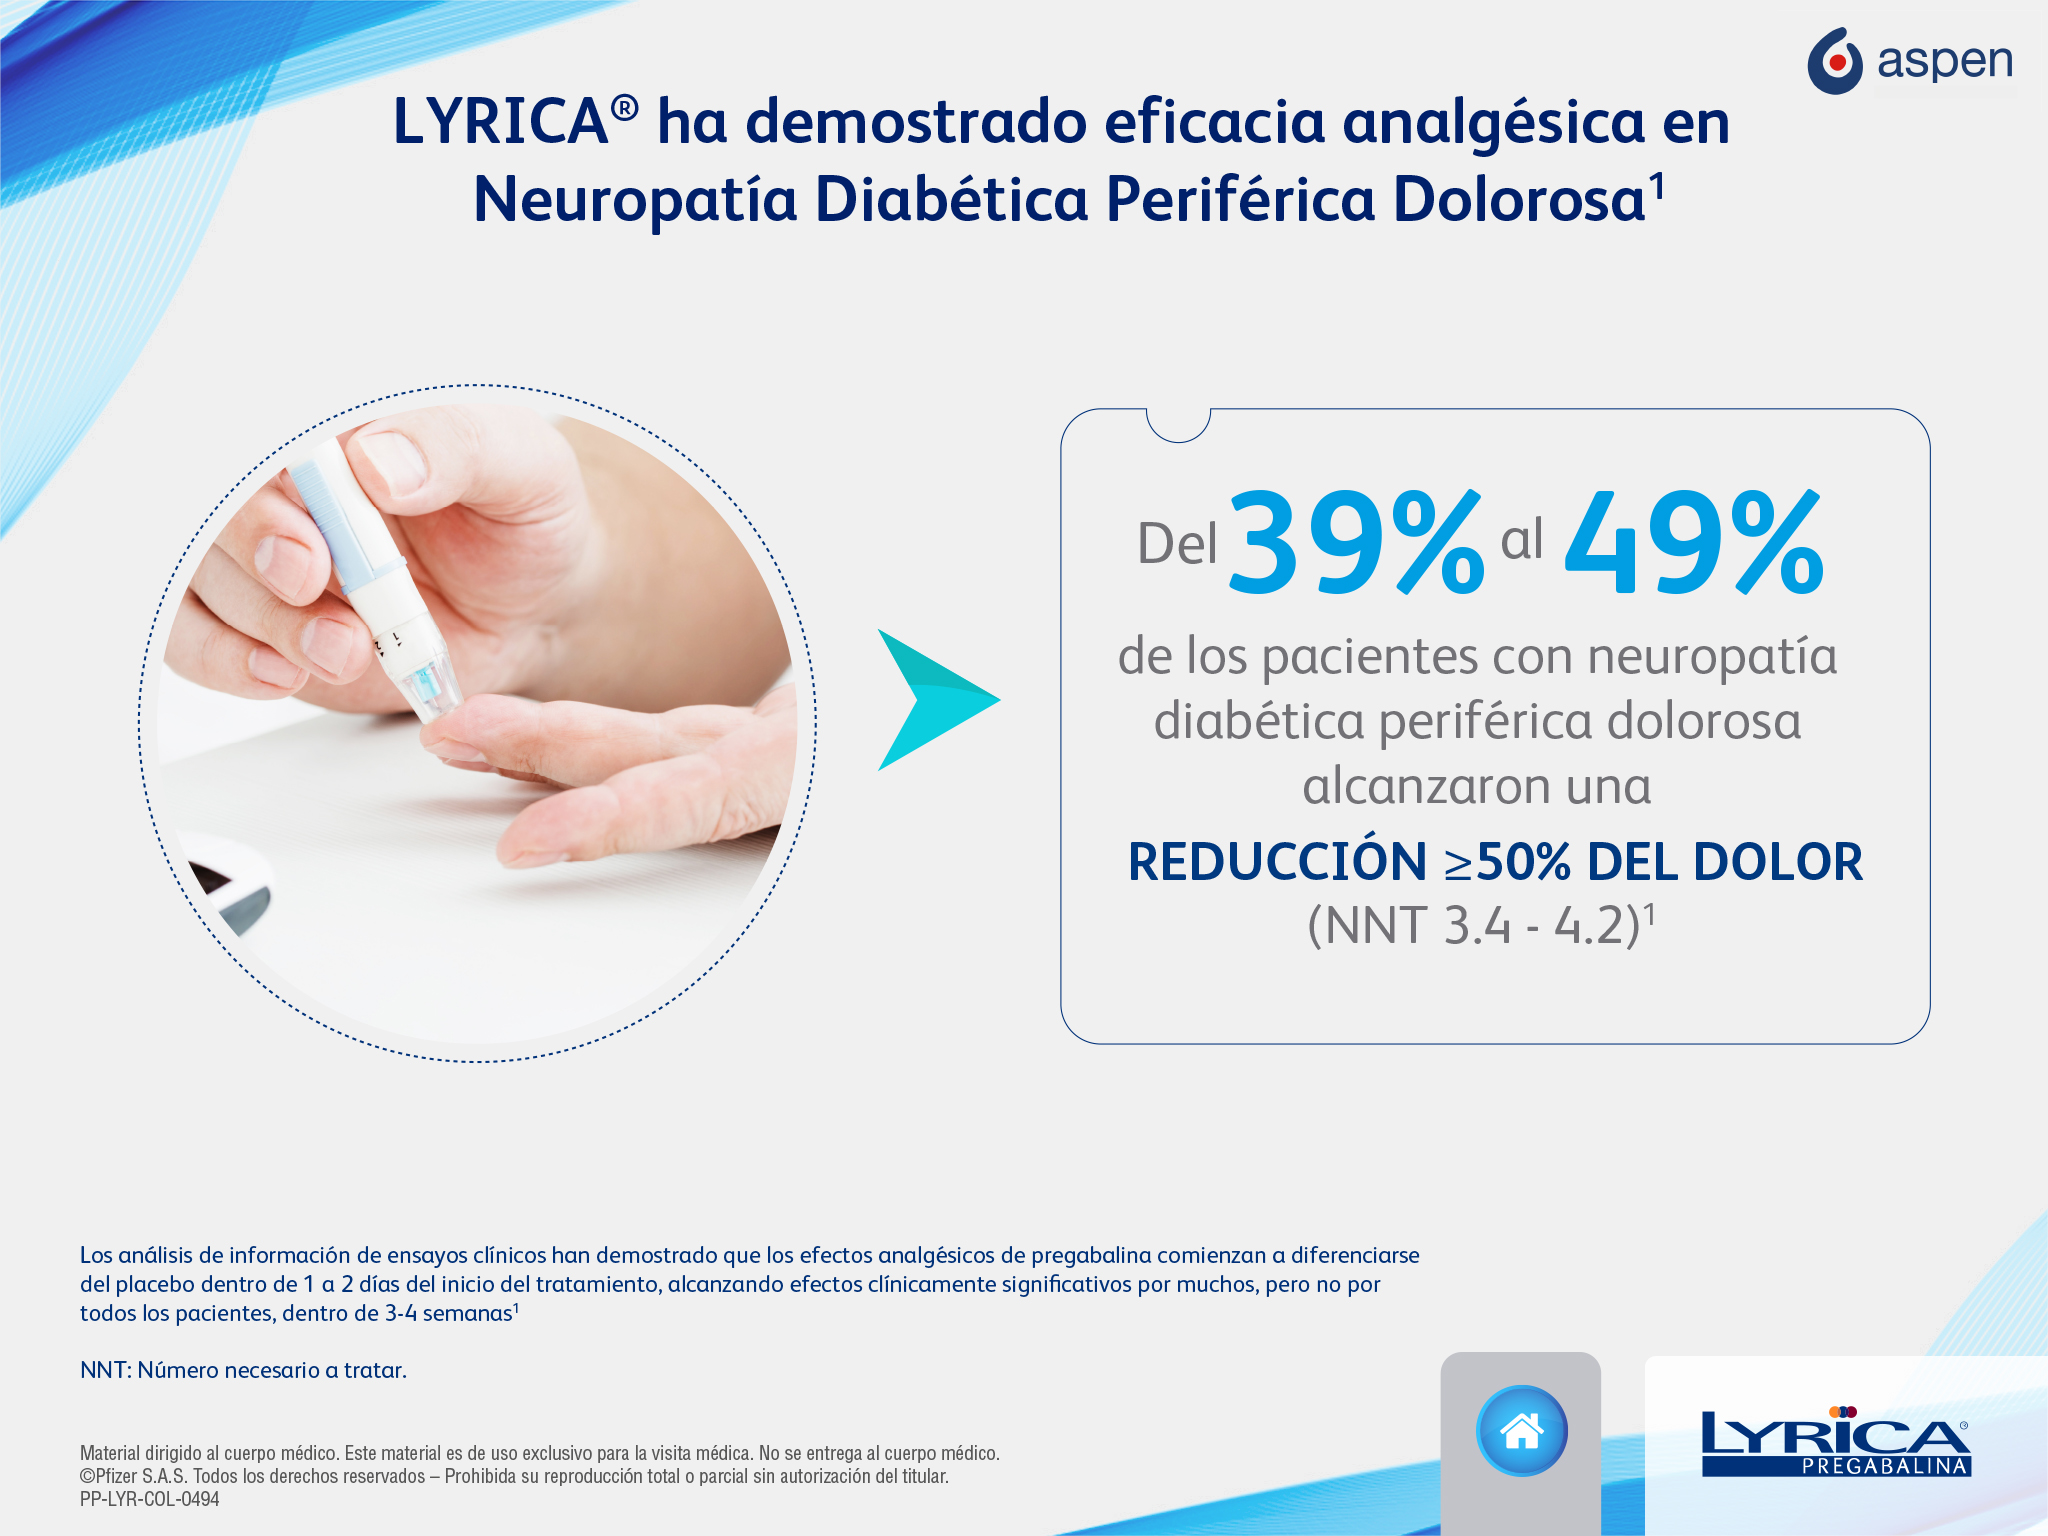 aspen
LYRICA® ha demostrado eficacia analgésica en
Neuropatía Diabética Periférica Dolorosa¹
1
2
Del 39% al 49%
de los pacientes con neuropatía
diabética periférica dolorosa
alcanzaron una
REDUCCIÓN ≥50% DEL DOLOR
(NNT 3.4 - 4.2)¹
Los análisis de información de ensayos clínicos han demostrado que los efectos analgésicos de pregabalina comienzan a diferenciarse
del placebo dentro de 1 a 2 días del inicio del tratamiento, alcanzando efectos clínicamente significativos por muchos, pero no por
todos los pacientes, dentro de 3-4 semanas¹
NNT: Número necesario a tratar.
Material dirigido al cuerpo médico. Este material es de uso exclusivo para la visita médica. No se entrega al cuerpo médico.
©Pfizer S.A.S. Todos los derechos reservados – Prohibida su reproducción total o parcial sin autorización del titular.
PP-LYR-COL-0494
LYRICA®
PREGABALINA